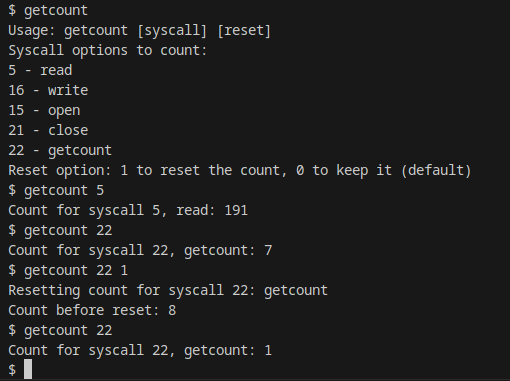 $ getcount
Usage: getcount [syscall] [reset]
Syscall options to count:
5 - read
16 - write
15 - open
21 - close
22 - getcount
Reset option: 1 to reset the count, 0 to keep it (default)
$ getcount 5
Count for syscall 5, read: 191
$ getcount 22
Count for syscall 22, getcount: 7
$ getcount 22 1
Resetting count for syscall 22: getcount
Count before reset: 8
$ getcount 22
Count for syscall 22, getcount: 1
$